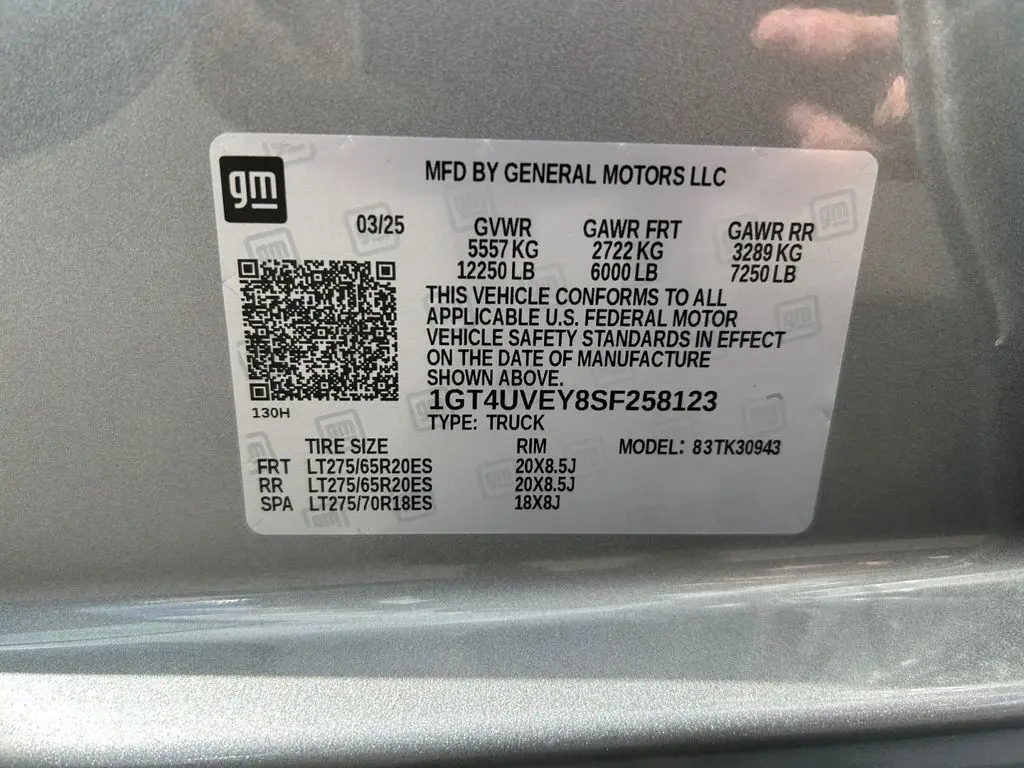 gm
MFD BY GENERAL MOTORS LLC
03/25
GVWR GAWR FRT GAWR RR
5557 KG 2722 KG 3289 KG
12250 LB 6000 LB 7250 LB
THIS VEHICLE CONFORMS TO ALL
APPLICABLE U.S. FEDERAL MOTOR
VEHICLE SAFETY STANDARDS IN EFFECT
ON THE DATE OF MANUFACTURE
SHOWN ABOVE.
130H
1GT4UVEY8SF258123
TYPE: TRUCK
TIRE SIZE RIM MODEL: 83TK30943
FRT LT275/65R20ES 20X8.5J
RR LT275/65R20ES 20X8.5J
SPA LT275/70R18ES 18X8J